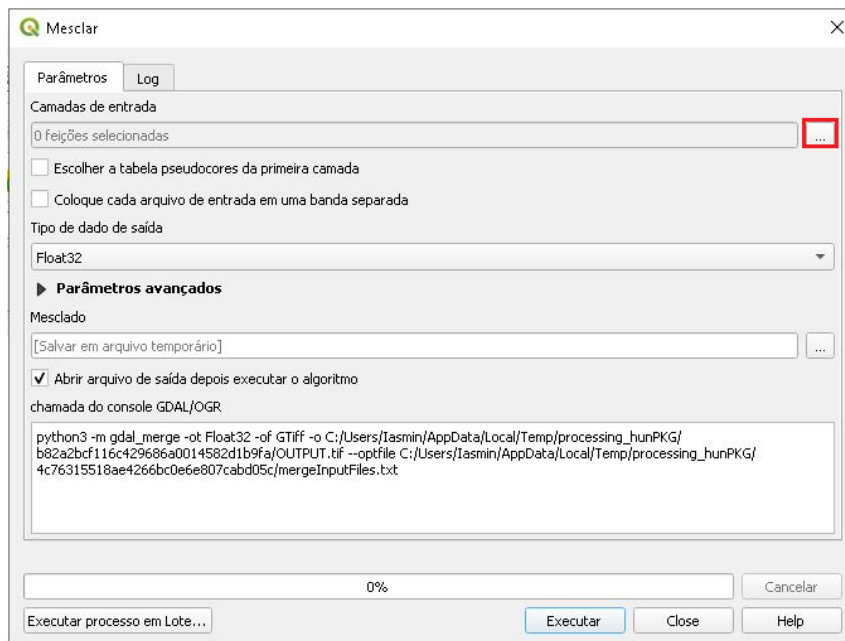 Mesclar
Parâmetros
Log
Camadas de entrada
0 feições selecionadas
...
Escolher a tabela pseudocores da primeira camada
Coloque cada arquivo de entrada em uma banda separada
Tipo de dado de saída
Float32
Parâmetros avançados
Mesclado
[Salvar em arquivo temporário]
...
Abrir arquivo de saída depois executar o algoritmo
chamada do console GDAL/OGR
python3 -m gdal_merge -ot Float32 -of GTiff -o C:/Users/Iasmin/AppData/Local/Temp/processing_hunPKG/
b82a2bcf116c429686a0014582d1b9fa/OUTPUT.tif --optfile C:/Users/Iasmin/AppData/Local/Temp/processing_hunPKG/
4c76315518ae4266bc0e6e807cabd05c/mergeInputFiles.txt
0%
Cancelar
Executar processo em Lote...
Executar
Close
Help